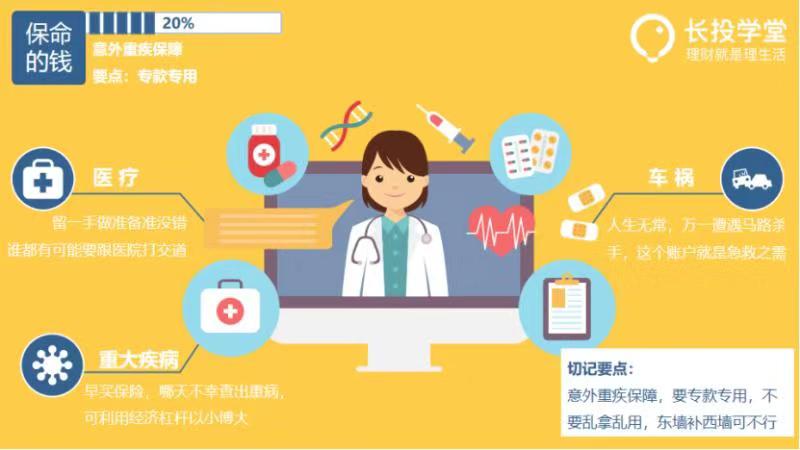 保命
的钱
20%
意外重疾保障
要点：专款专用
长投学堂
理财就是理生活
医疗
留一手做准备准没错
谁都有可能要跟医院打交道
车祸
人生无常，万一遭遇马路杀
手，这个账户就是急救之需
重大疾病
早买保险，哪天不幸查出重病，
可利用经济杠杆以小博大
切记要点：
意外重疾保障，要专款专用，不
要乱拿乱用，东墙补西墙可不行